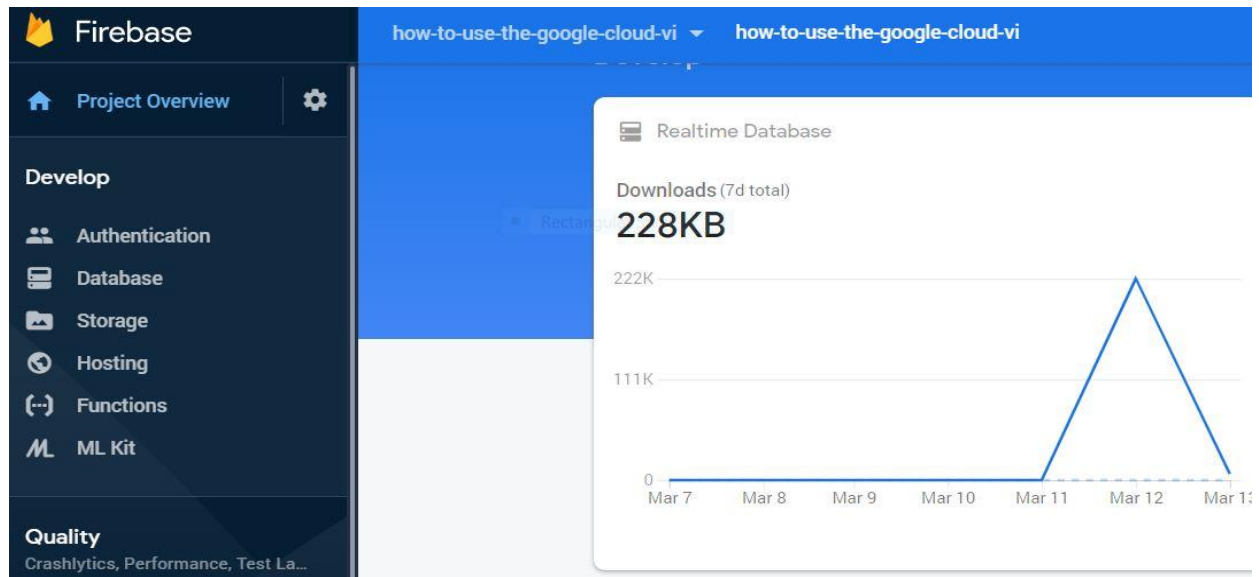 Firebase
how-to-use-the-google-cloud-vi how-to-use-the-google-cloud-vi
Project Overview
Develop
Authentication
Database
Storage
Hosting
Functions
ML Kit
Quality
Crashlytics, Performance, Test La...
Realtime Database
Downloads (7d total)
228KB
222K
111K
0
Mar 7 Mar 8 Mar 9 Mar 10 Mar 11 Mar 12 Mar 13